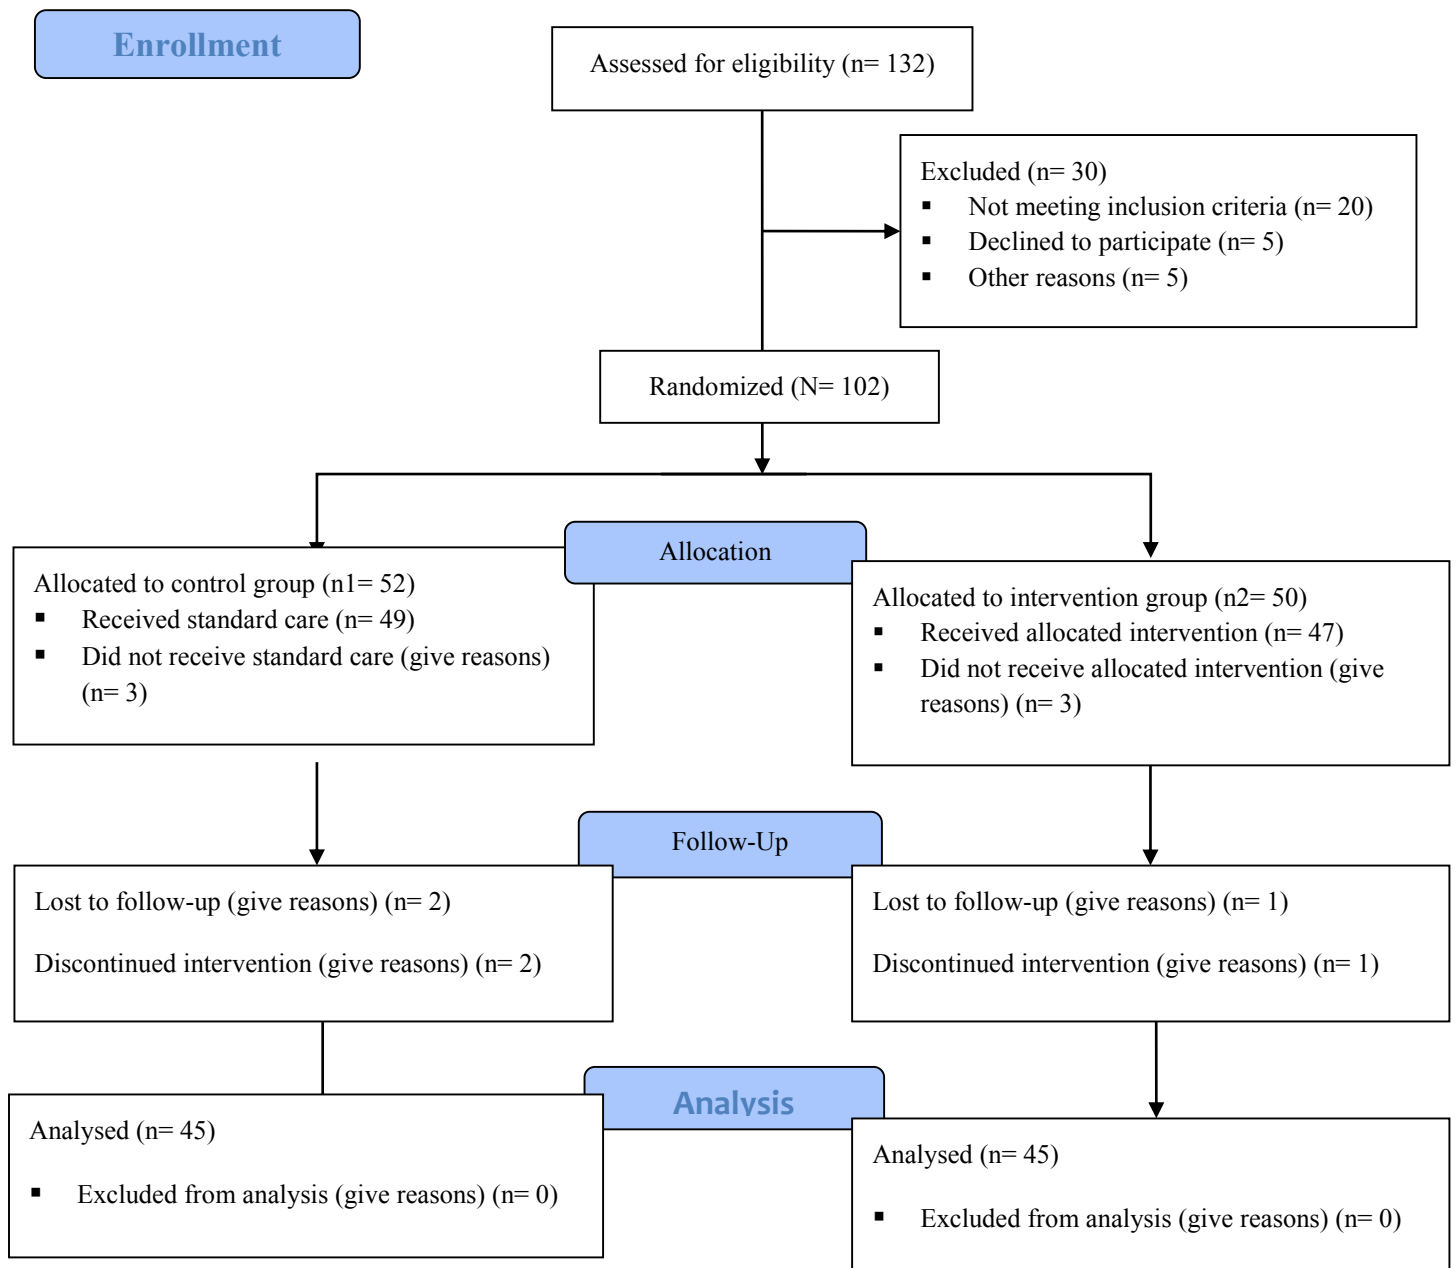 Enrollment
Assessed for eligibility (n= 132)
Excluded (n= 30)
▪ Not meeting inclusion criteria (n= 20)
▪ Declined to participate (n= 5)
▪ Other reasons (n= 5)
Randomized (N= 102)
Allocation
Allocated to control group (n1= 52)
▪ Received standard care (n= 49)
▪ Did not receive standard care (give reasons)
(n= 3)
Allocated to intervention group (n2= 50)
▪ Received allocated intervention (n= 47)
▪ Did not receive allocated intervention (give
reasons) (n= 3)
Follow-Up
Lost to follow-up (give reasons) (n= 2)
Discontinued intervention (give reasons) (n= 2)
Lost to follow-up (give reasons) (n= 1)
Discontinued intervention (give reasons) (n= 1)
Analysis
Analysed (n= 45)
▪ Excluded from analysis (give reasons) (n= 0)
Analysed (n= 45)
▪ Excluded from analysis (give reasons) (n= 0)